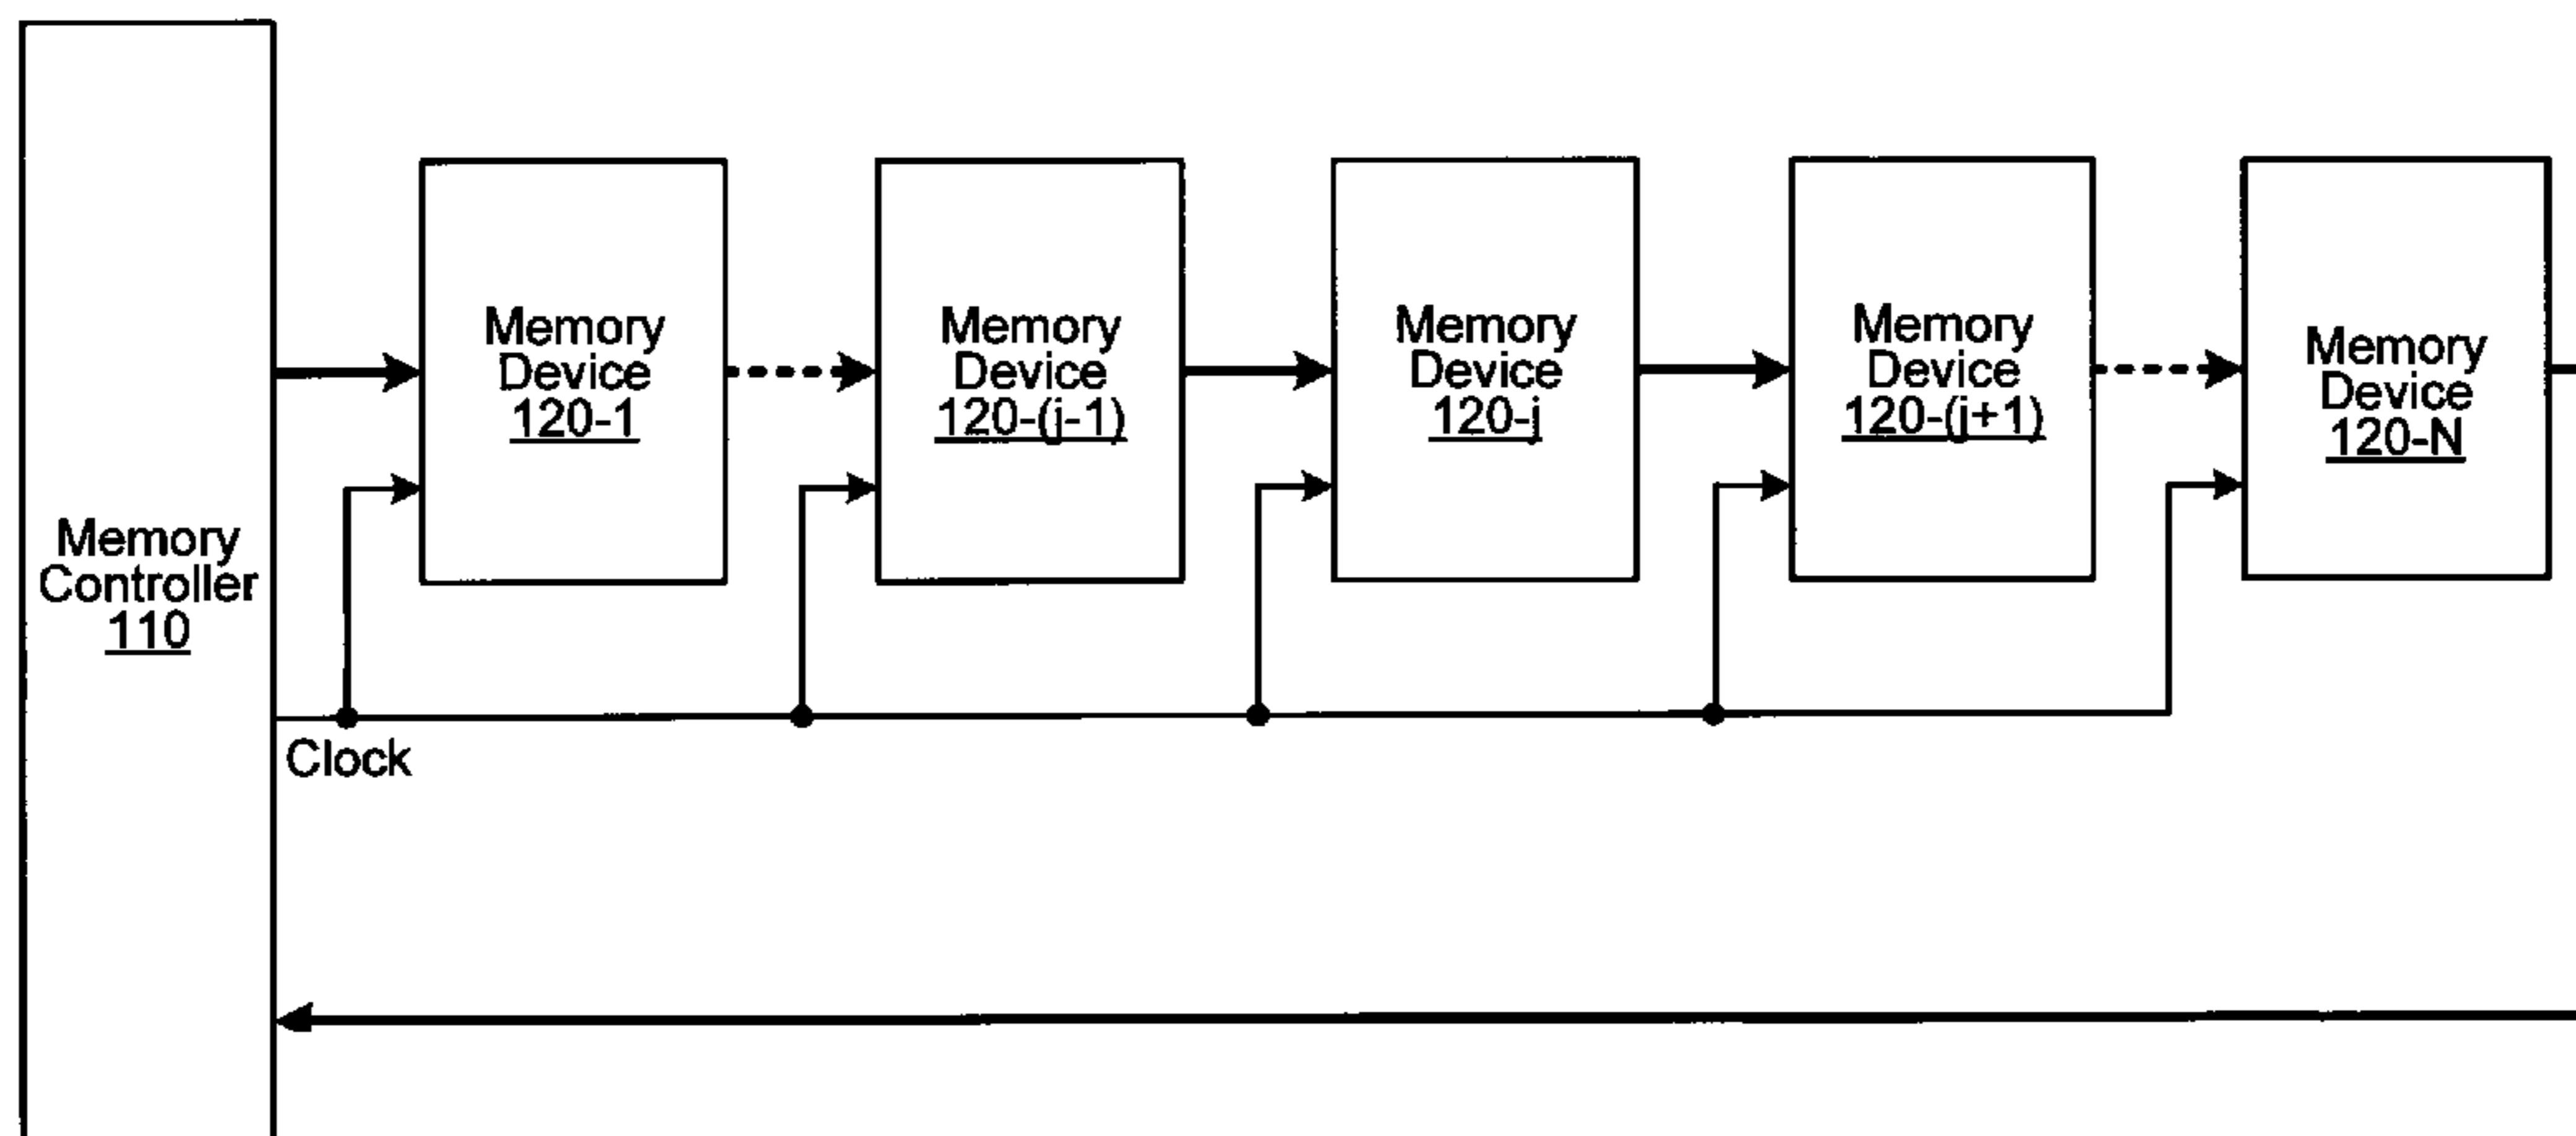 Memory
Controller
110
Memory
Device
120-1
Memory
Device
120-(j-1)
Memory
Device
120-j
Memory
Device
120-(j+1)
Memory
Device
120-N
Clock